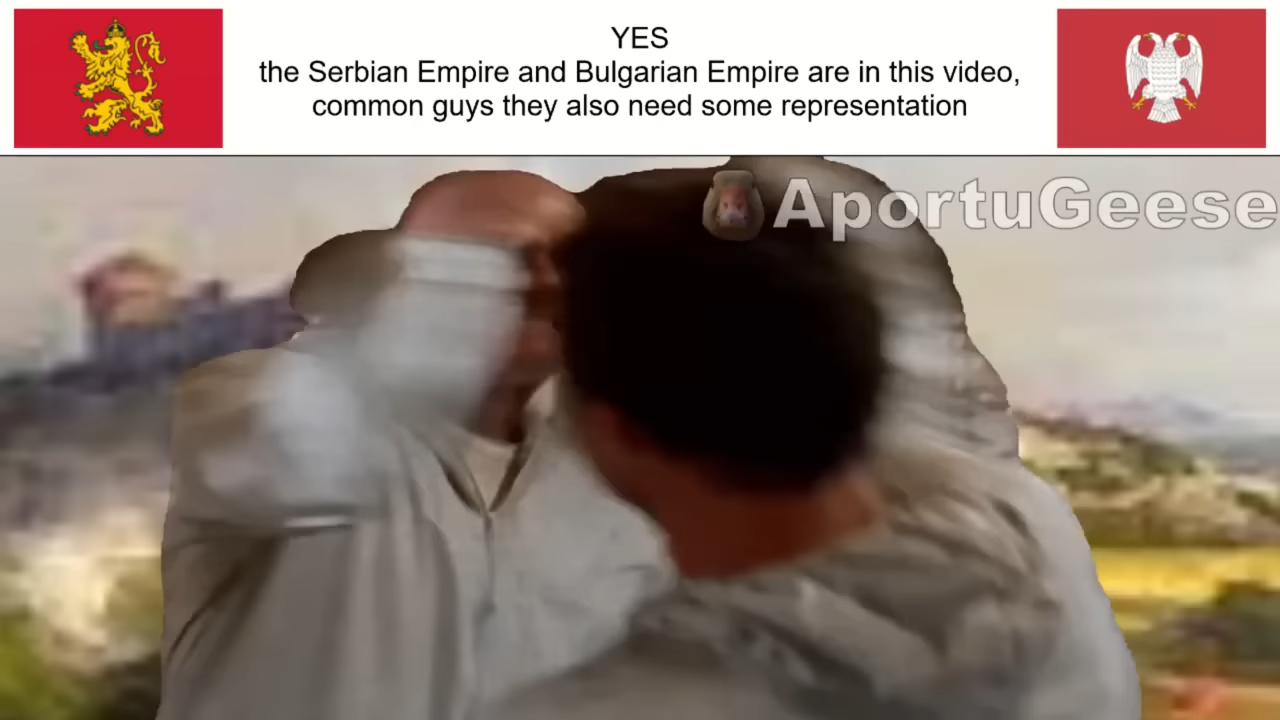 YES
the Serbian Empire and Bulgarian Empire are in this video,
common guys they also need some representation
AportuGeese